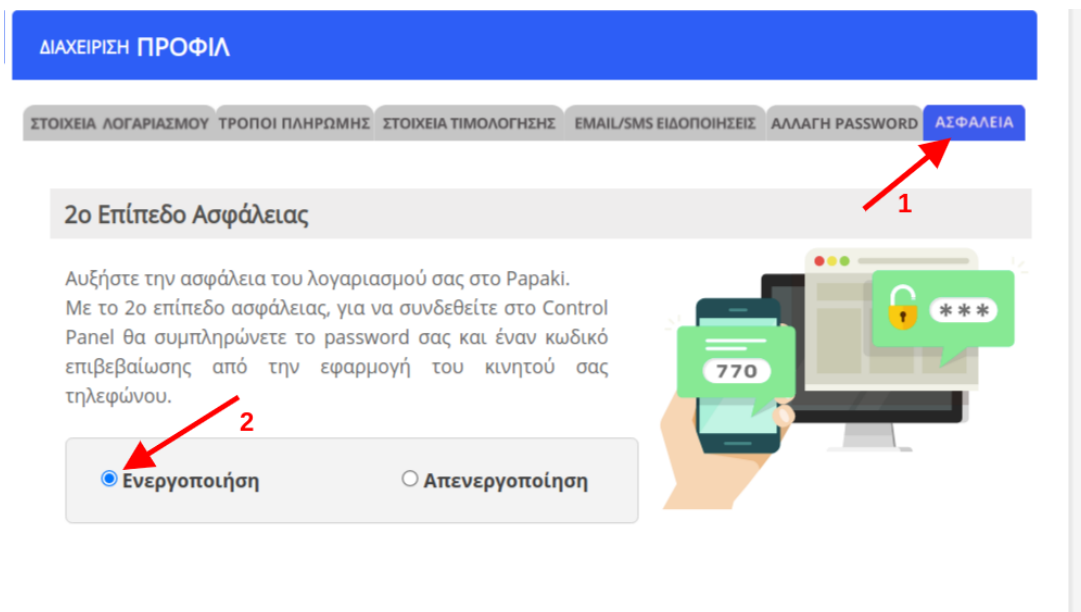 ΔΙΑΧΕΙΡΙΣΗ ΠΡΟΦΙΛ
ΣΤΟΙΧΕΙΑ ΛΟΓΑΡΙΑΣΜΟΥ ΤΡΟΠΟΙ ΠΛΗΡΩΜΗΣ ΣΤΟΙΧΕΙΑ ΤΙΜΟΛΟΓΗΣΗΣ EMAIL/SMS ΕΙΔΟΠΟΙΗΣΕΙΣ ΑΛΛΑΓΗ PASSWORD ΑΣΦΑΛΕΙΑ
1
2ο Επίπεδο Ασφάλειας
Αυξήστε την ασφάλεια του λογαριασμού σας στο Papaki.
Με το 2ο επίπεδο ασφάλειας, για να συνδεθείτε στο Control
Panel θα συμπληρώνετε το password σας και έναν κωδικό
επιβεβαίωσης από την εφαρμογή του κινητού σας
τηλεφώνου.
***
770
2
Ενεργοποιήση Απενεργοποίηση